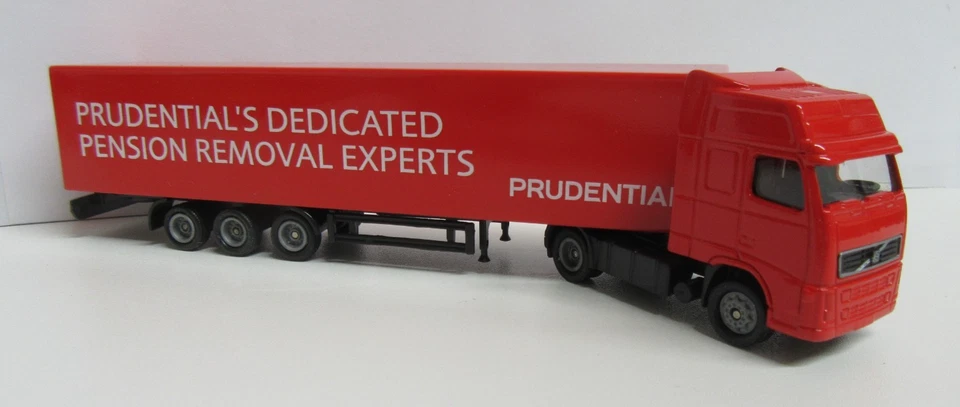 PRUDENTIAL'S DEDICATED
PENSION REMOVAL EXPERTS
PRUDENTIAL